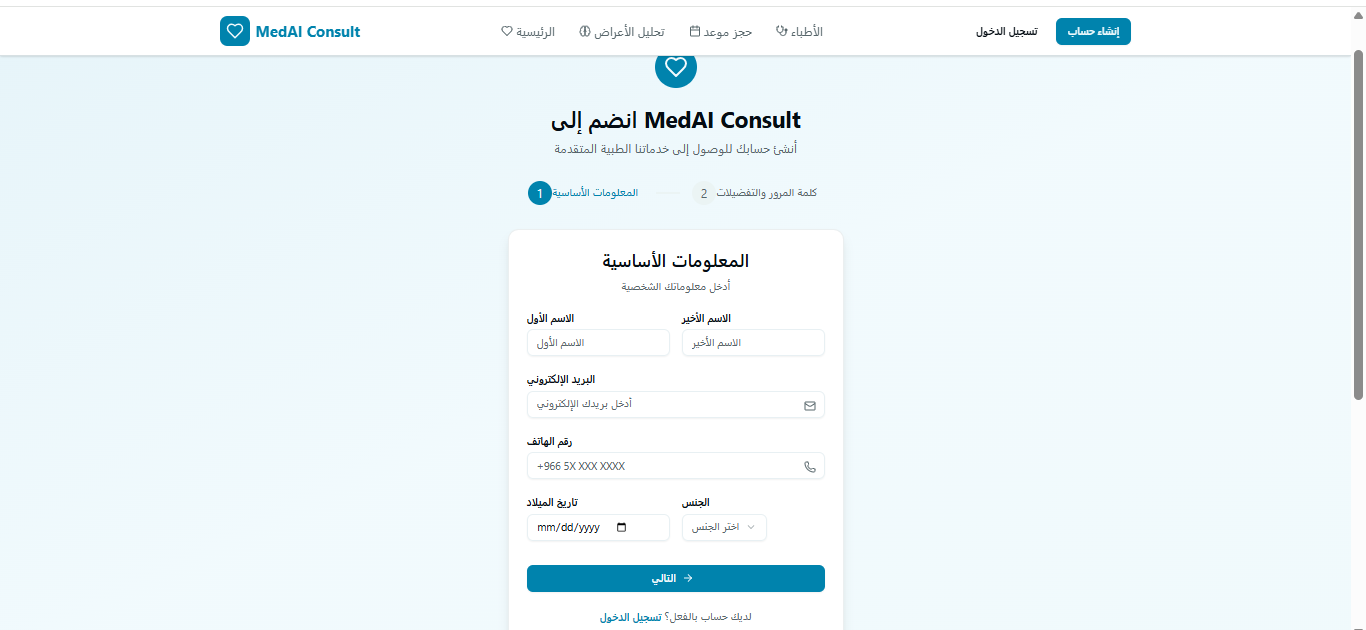 MedAI Consult
الرئيسية
تحليل الأعراض
حجز موعد
الأطباء
تسجيل الدخول
إنشاء حساب
انضم إلى MedAI Consult
أنشئ حسابك للوصول إلى خدماتنا الطبية المتقدمة
1 المعلومات الأساسية
2 كلمة المرور والتفضيلات
المعلومات الأساسية
أدخل معلوماتك الشخصية
الاسم الأول
الاسم الأول
الاسم الأخير
الاسم الأخير
البريد الإلكتروني
أدخل بريدك الإلكتروني
رقم الهاتف
+966 5X XXX XXXX
تاريخ الميلاد
mm/dd/yyyy
الجنس
اختر الجنس
التالي
لديك حساب بالفعل؟ تسجيل الدخول